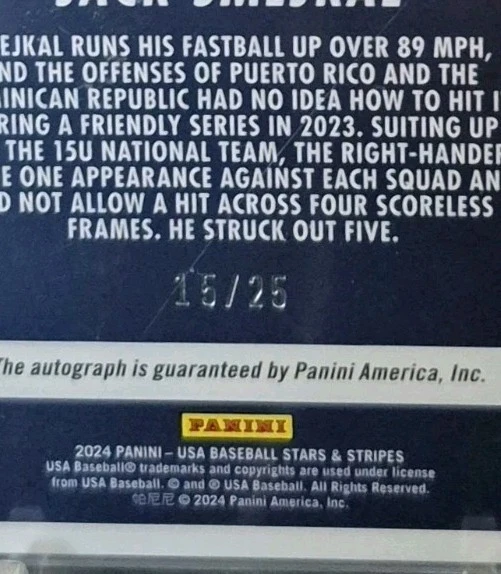 EJKAL RUNS HIS FASTBALL UP OVER 89 MPH,
ND THE OFFENSES OF PUERTO RICO AND THE
INICAN REPUBLIC HAD NO IDEA HOW TO HIT
RING A FRIENDLY SERIES IN 2023. SUITING UP
THE 15U NATIONAL TEAM, THE RIGHT-HANDER
E ONE APPEARANCE AGAINST EACH SQUAD AN
D NOT ALLOW A HIT ACROSS FOUR SCORELESS
FRAMES. HE STRUCK OUT FIVE.
15/25
The autograph is guaranteed by Panini America, Inc.
PANINI
2024 PANINI – USA BASEBALL STARS & STRIPES
USA Baseball® trademarks and copyrights are used under license
from USA Baseball. © and ® USA Baseball. All Rights Reserved.
帕尼尼 © 2024 Panini America, Inc.